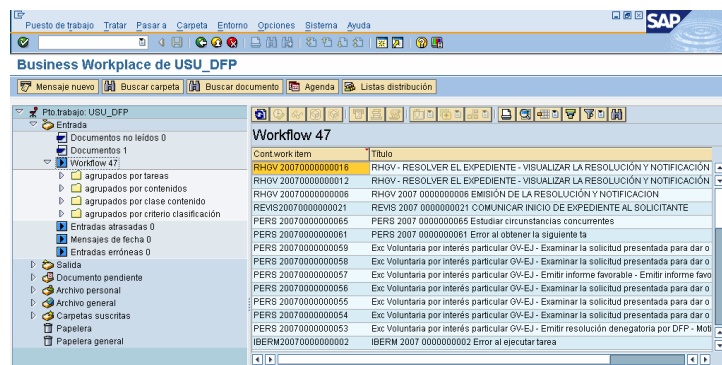 Puesto de trabajo Tratar Pasar a Carpeta Entorno Opciones Sistema Ayuda
SAP
Business Workplace de USU_DFP
Mensaje nuevo Buscar carpeta Buscar documento Agenda Listas distribución
Pto.trabajo: USU_DFP
Entrada
Documentos no leídos 0
Documentos 1
Workflow 47
agrupados por tareas
agrupados por contenidos
agrupados por clase contenido
agrupados por criterio clasificación
Entradas atrasadas 0
Mensajes de fecha 0
Entradas erróneas 0
Salida
Documento pendiente
Archivo personal
Archivo general
Carpetas suscritas
Papelera
Papelera general
Workflow 47
Cont.work item Título
RHGV 20070000000016 RHGV - RESOLVER EL EXPEDIENTE - VISUALIZAR LA RESOLUCIÓN Y NOTIFICACIÓN
RHGV 20070000000012 RHGV - RESOLVER EL EXPEDIENTE - VISUALIZAR LA RESOLUCIÓN Y NOTIFICACIÓN
RHGV 20070000000006 RHGV 2007 0000000006 EMISIÓN DE LA RESOLUCIÓN Y NOTIFICACION
REVIS20070000000021 REVIS 2007 0000000021 COMUNICAR INICIO DE EXPEDIENTE AL SOLICITANTE
PERS 20070000000065 PERS 2007 0000000065 Estudiar circunstancias concurrentes
PERS 20070000000061 PERS 2007 0000000061 Error al obtener la siguiente ta
PERS 20070000000059 Exc Voluntaria por interés particular GV-EJ - Examinar la solicitud presentada para dar o
PERS 20070000000058 Exc Voluntaria por interés particular GV-EJ - Examinar la solicitud presentada para dar o
PERS 20070000000057 Exc Voluntaria por interés particular GV-EJ - Emitir informe favorable - Emitir informe favo
PERS 20070000000056 Exc Voluntaria por interés particular GV-EJ - Examinar la solicitud presentada para dar o
PERS 20070000000055 Exc Voluntaria por interés particular GV-EJ - Examinar la solicitud presentada para dar o
PERS 20070000000054 Exc Voluntaria por interés particular GV-EJ - Examinar la solicitud presentada para dar o
PERS 20070000000053 Exc Voluntaria por interés particular GV-EJ - Emitir resolución denegatoria por DFP - Moti
IBERM20070000000002 IBERM 2007 0000000002 Error al ejecutar tarea